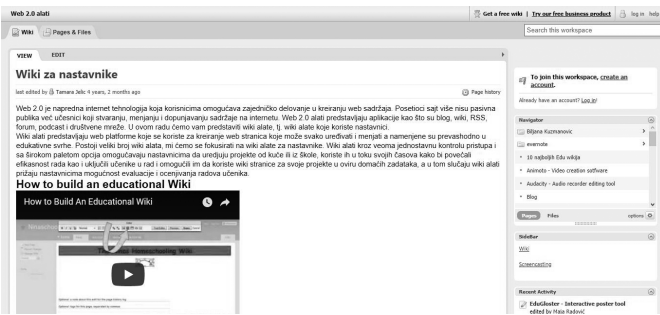 Web 2.0 alati
Get a free wiki | Try our free business product
log in help
Wiki
Pages & Files
Search this workspace
VIEW
EDIT
Wiki za nastavnike
last edited by Tamara Jelic 4 years, 2 months ago
Page history
Web 2.0 je napredna internet tehnologija koja korisnicima omogućava zajedničko delovanje u kreiranju web sadržaja. Posetioci sajt više nisu pasivna
publika već učesnici koji stvaranju, menjanju i dopunjavanju sadržaje na internetu. Web 2.0 alati predstavljaju aplikacije kao što su blog, wiki, RSS,
forum, podcast i društvene mreže. U ovom radu ćemo vam predstaviti wiki alate, tj. wiki alate koje koriste nastavnici.
Wiki alati predstavljaju web platforme koje se koriste za kreiranje web stranica koje može svako uređivati i menjati a namenjene su prevashodno u
edukativne svrhe. Postoji veliki broj wiki alata, mi ćemo se fokusirati na wiki alate za nastavnike. Wiki alati kroz veoma jednostavnu kontrolu pristupa i
sa širokom paletom opcija omogućavaju nastavnicima da uredjuju projekte od kuće ili iz škole, koriste ih u toku svojih časova kako bi povećali
efikasnost rada kao i uključili učenike u rad i omogućili im da koriste wiki stranice za svoje projekte u oviru domaćih zadataka, a u tom slučaju wiki alati
prižaju nastavnicima mogućnost evaluacije i ocenjivanja radova učenika.
How to build an educational Wiki
How to Build An Educational Wiki
To join this workspace, create an
account.
Already have an account? Log in!
Navigator
Biljana Kuzmanovic
evernote
10 najboljih Edu wikija
Animoto - Video creation software
Audacity - Audio recorder editing tool
Blog
Pages
Files
options
SideBar
Wiki
Screencasting
Recent Activity
EduGloster - Interactive poster tool
edited by Maja Radović